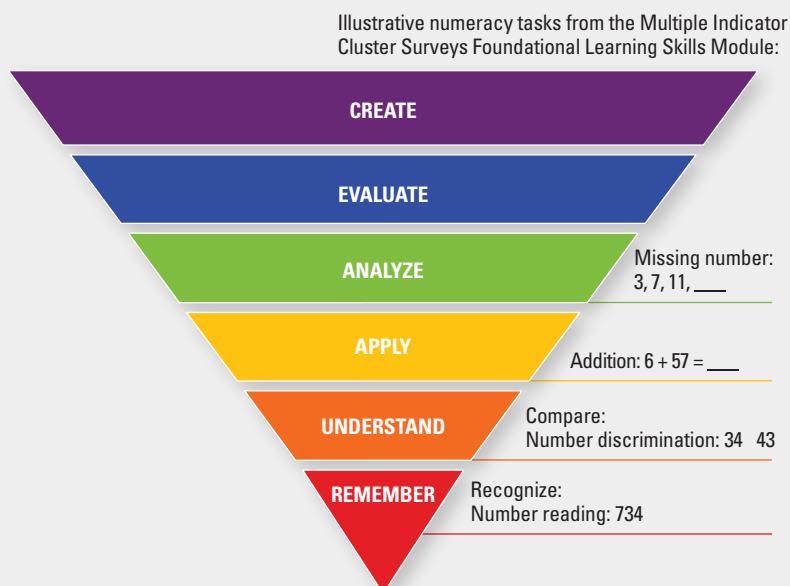 Illustrative numeracy tasks from the Multiple Indicator
Cluster Surveys Foundational Learning Skills Module:
CREATE
EVALUATE
ANALYZE
Missing number:
3, 7, 11, ___
APPLY
Addition: 6 + 57 = ___
UNDERSTAND
Compare:
Number discrimination: 34 43
REMEMBER
Recognize:
Number reading: 734